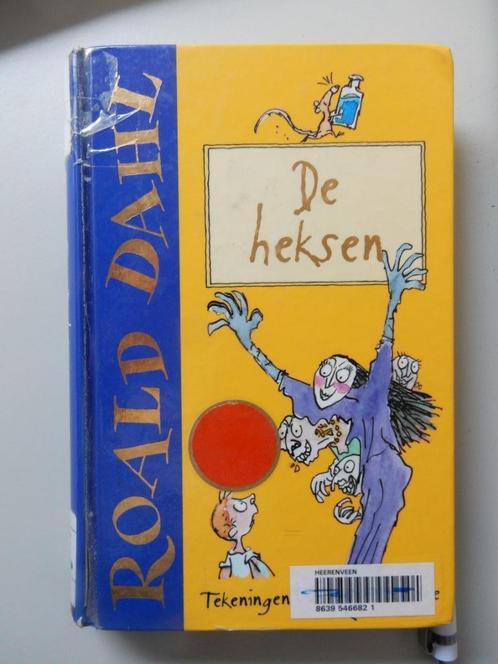 ROALD DAHL
De
heksen
HEERENVEEN
8639 546682 1
Tekeningen